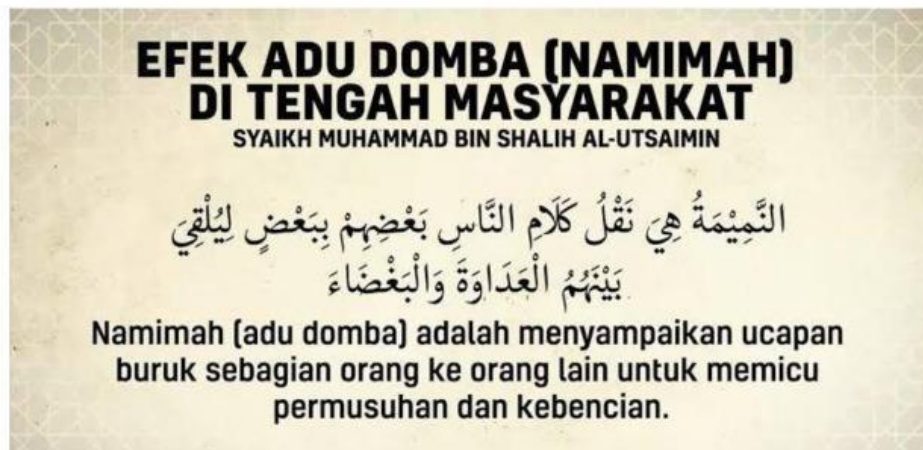 EFEK ADU DOMBA (NAMIMAH)
DI TENGAH MASYARAKAT
SYAIKH MUHAMMAD BIN SHALIH AL-UTSAIMIN
النَّمِيْمَةُ هِيَ نَقْلُ كَلَامِ النَّاسِ بَعْضِهِمْ بِبَعْضٍ لِيُلْقِيَ
بَيْنَهُمُ الْعَدَاوَةَ وَالْبَغْضَاءَ
Namimah (adu domba) adalah menyampaikan ucapan
buruk sebagian orang ke orang lain untuk memicu
permusuhan dan kebencian.